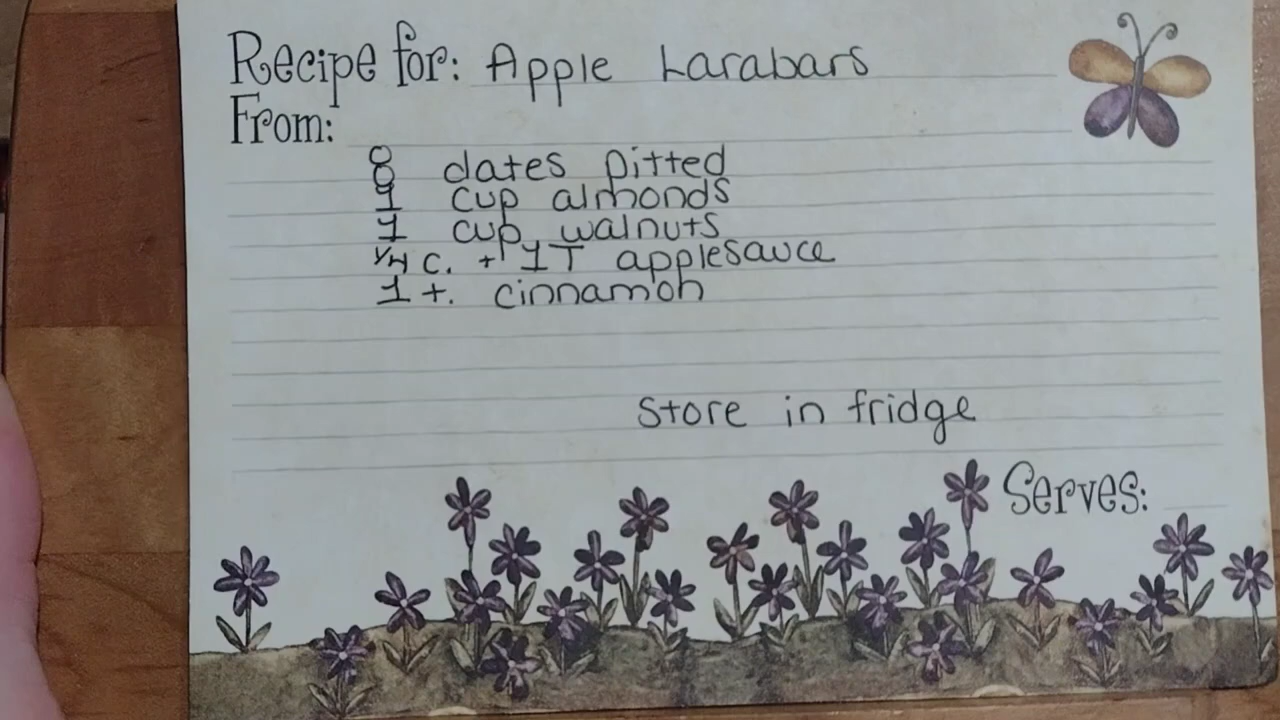 Recipe for: Apple Larabars
From:
8 dates pitted
1 cup almonds
1 cup walnuts
1/4 c. + 1T applesauce
1 t. cinnamon
Store in fridge
Serves: